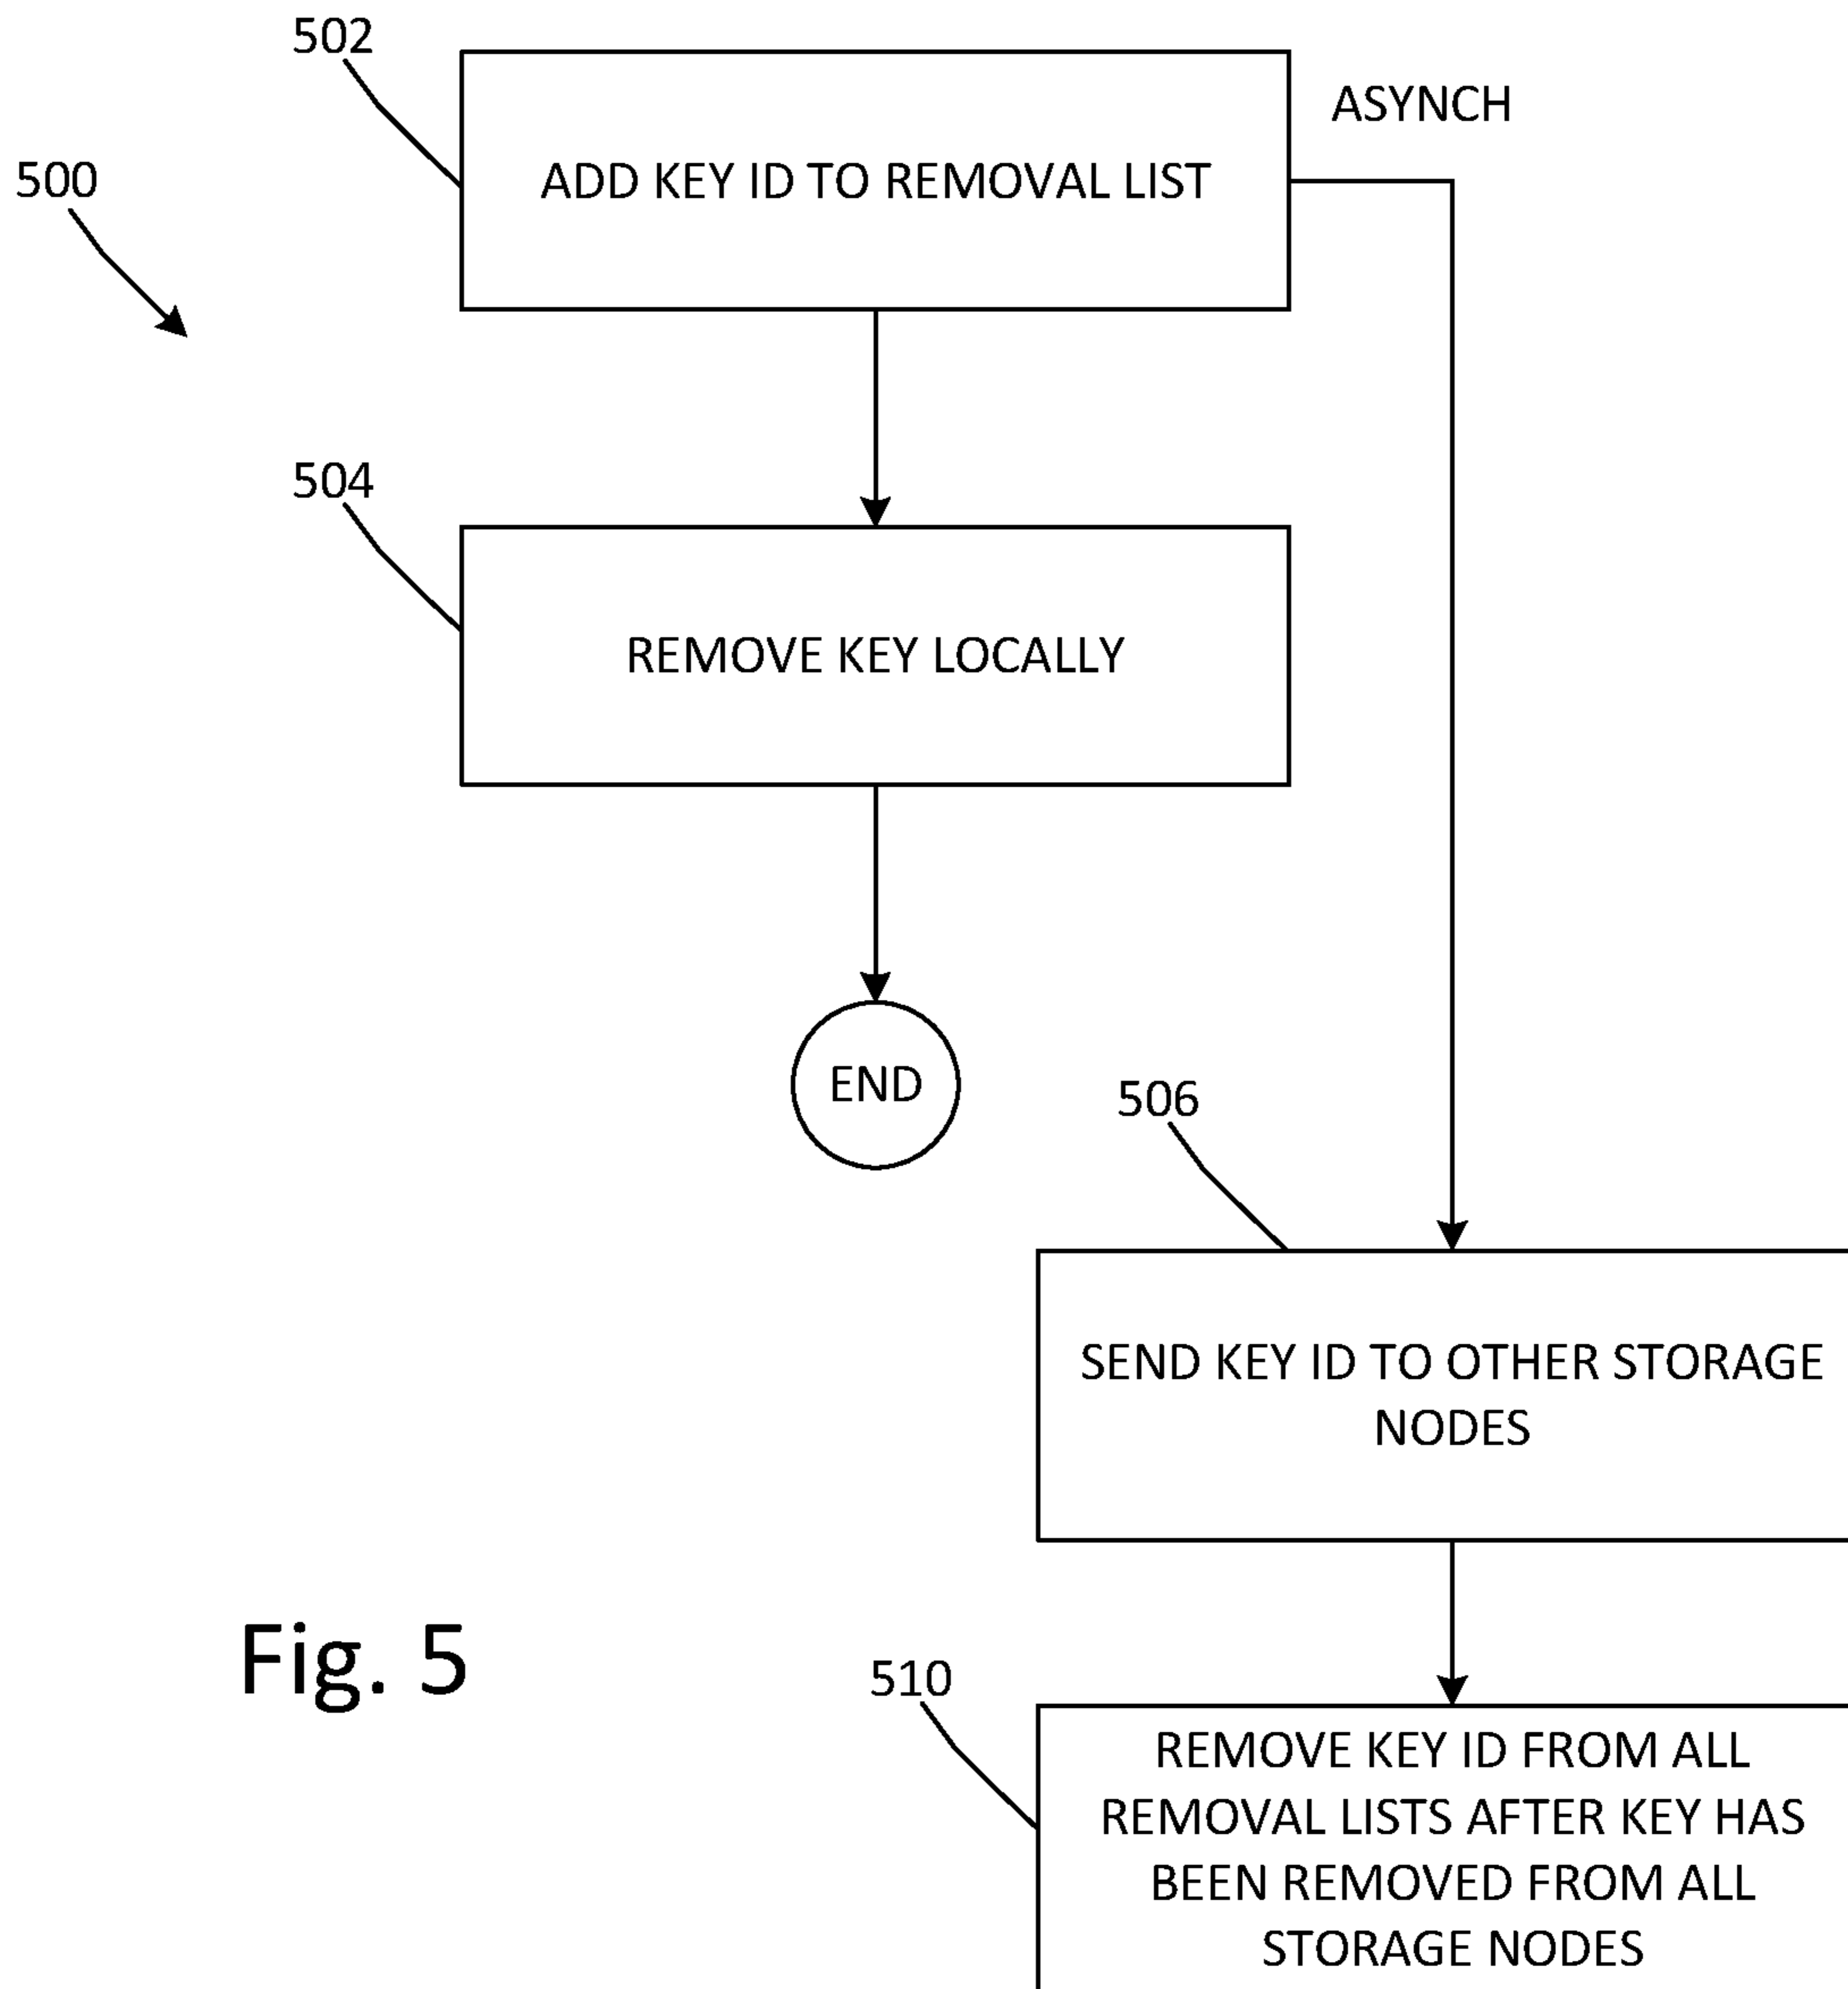 502
ASYNCH
ADD KEY ID TO REMOVAL LIST
500
504
REMOVE KEY LOCALLY
END
506
SEND KEY ID TO OTHER STORAGE
NODES
Fig. 5
510
REMOVE KEY ID FROM ALL
REMOVAL LISTS AFTER KEY HAS
BEEN REMOVED FROM ALL
STORAGE NODES